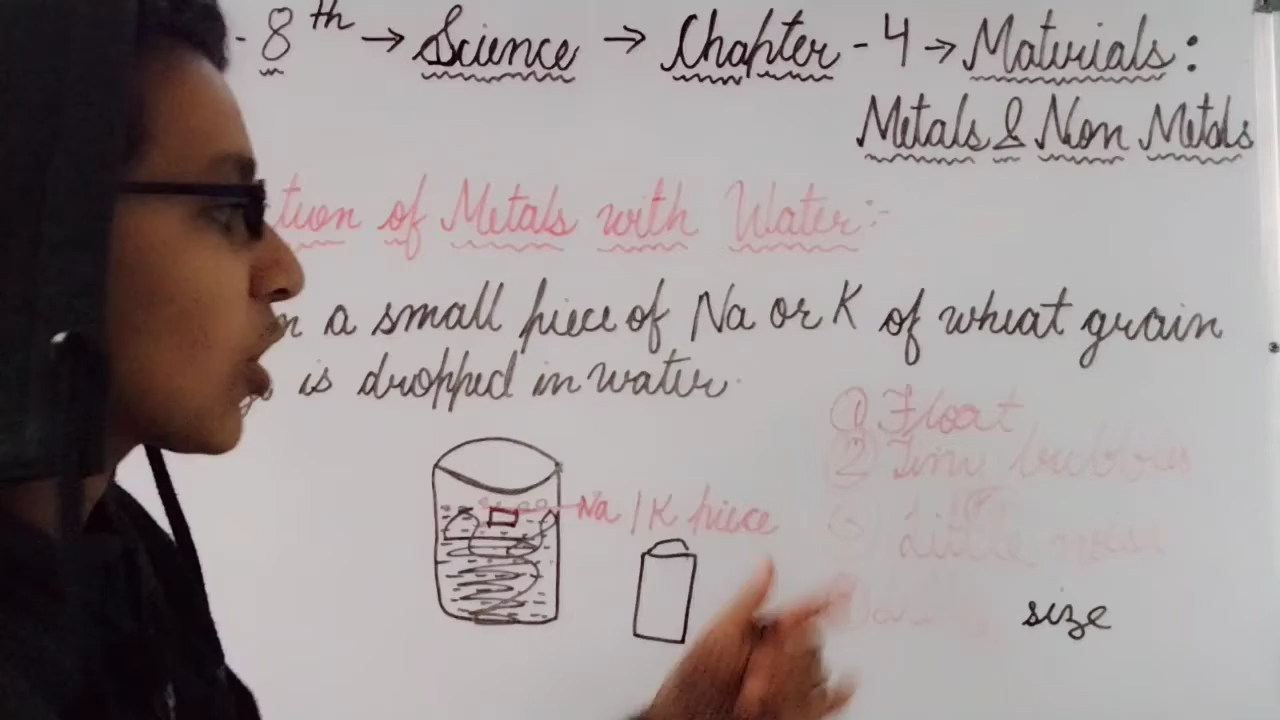 - 8th → Science → Chapter - 4 → Materials:
Metals & Non Metals
tion of Metals with Water:-
a small piece of Na or K of wheat grain
is dropped in water.
① Float
② Tiny bubbles
Na / K piece
③ Little noise
size